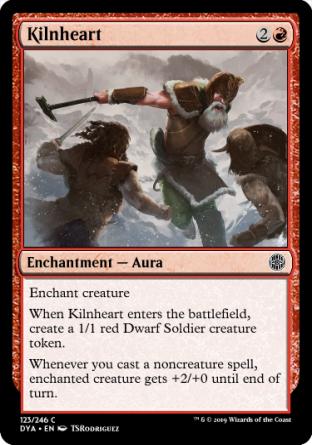 Kilnheart 2
Enchantment — Aura
Enchant creature
When Kilnheart enters the battlefield,
create a 1/1 red Dwarf Soldier creature
token.
Whenever you cast a noncreature spell,
enchanted creature gets +2/+0 until end of
turn.
123/246 C
DYA • EN TSRodriguez ™ & © 2019 Wizards of the Coast